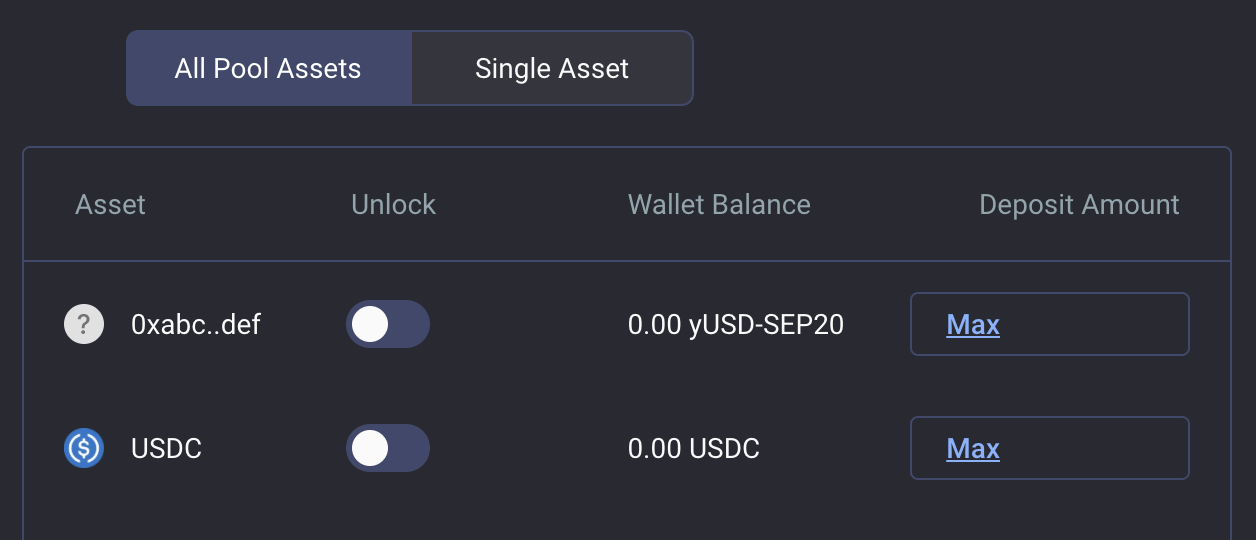 All Pool Assets Single Asset
Asset Unlock Wallet Balance Deposit Amount
? 0xabc..def 0.00 yUSD-SEP20 Max
$ USDC 0.00 USDC Max